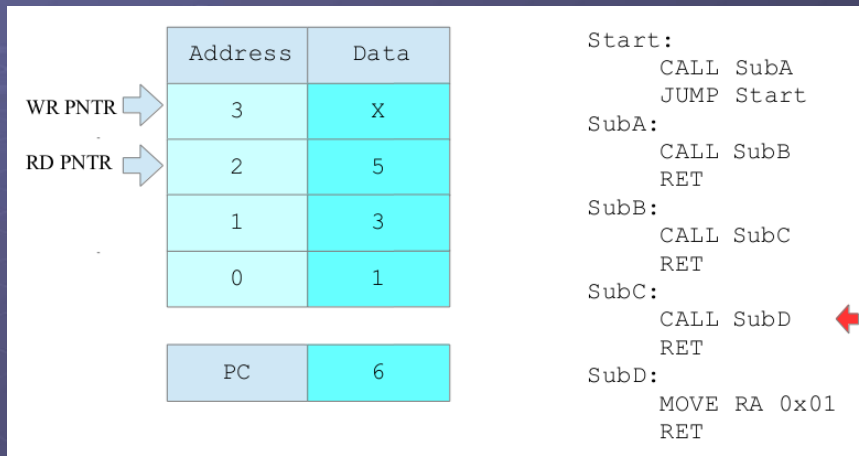 Address Data
WR PNTR 3 X
RD PNTR 2 5
1 3
0 1
PC 6
Start:
CALL SubA
JUMP Start
SubA:
CALL SubB
RET
SubB:
CALL SubC
RET
SubC:
CALL SubD
RET
SubD:
MOVE RA 0x01
RET